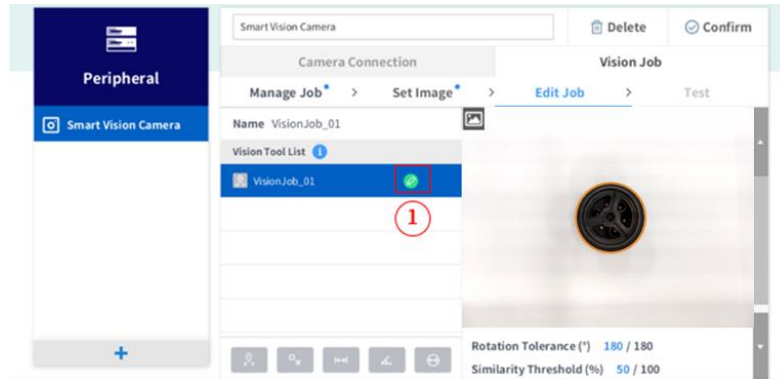 Smart Vision Camera
Delete
Confirm
Peripheral
Camera Connection
Vision Job
Manage Job > Set Image > Edit Job > Test
Smart Vision Camera
Name VisionJob_01
Vision Tool List i
VisionJob_01
1
Rotation Tolerance (°) 180 / 180
Similarity Threshold (%) 50 / 100
+